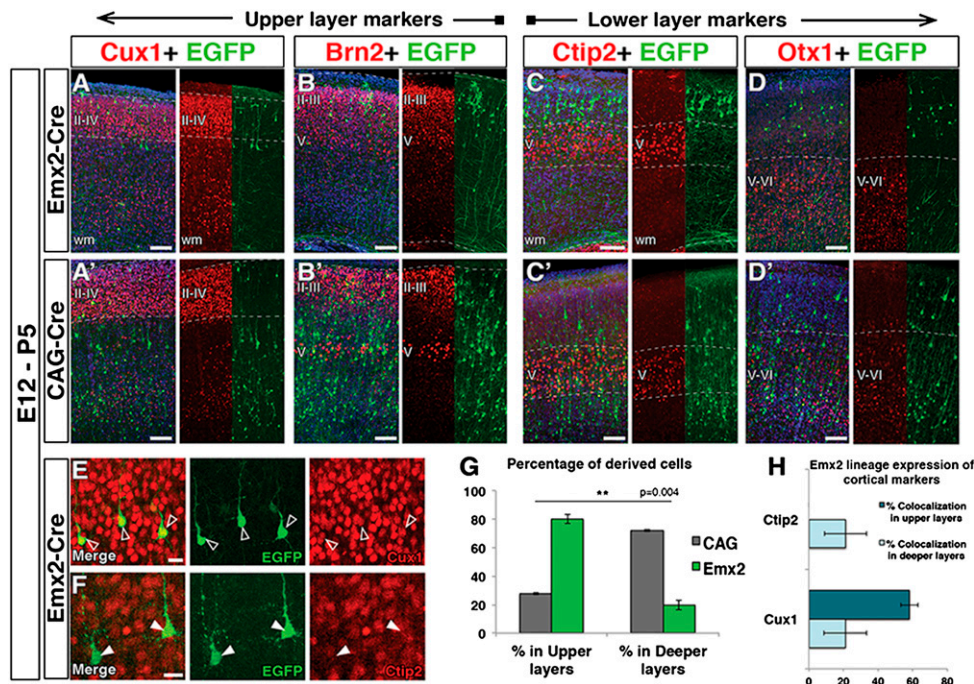 Upper layer markers
Lower layer markers
Cux1+ EGFP
Brn2+ EGFP
Ctip2+ EGFP
Otx1+ EGFP
E12 - P5
Emx2-Cre
A
II-IV
wm
II-IV
wm
B
II-III
V
II-III
V
C
V
wm
V
wm
D
V-VI
V-VI
CAG-Cre
A'
II-IV
II-IV
B'
II-III
V
II-III
V
C'
V
V
D'
V-VI
V-VI
Emx2-Cre
E
Merge
EGFP
Cux1
F
Merge
EGFP
Ctip2
G
Percentage of derived cells
** p=0.004
80
60
40
20
0
CAG
Emx2
% in Upper layers
% in Deeper layers
H
Emx2 lineage expression of
cortical markers
% Colocalization
in upper layers
% Colocalization
in deeper layers
Ctip2
Cux1
0 20 40 60 80